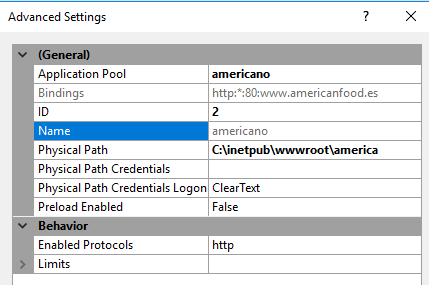 Advanced Settings ? ×
(General)
Application Pool americano
Bindings http:*:80:www.americanfood.es
ID 2
Name americano
Physical Path C:\inetpub\wwwroot\america
Physical Path Credentials
Physical Path Credentials Logon ClearText
Preload Enabled False
Behavior
Enabled Protocols http
Limits